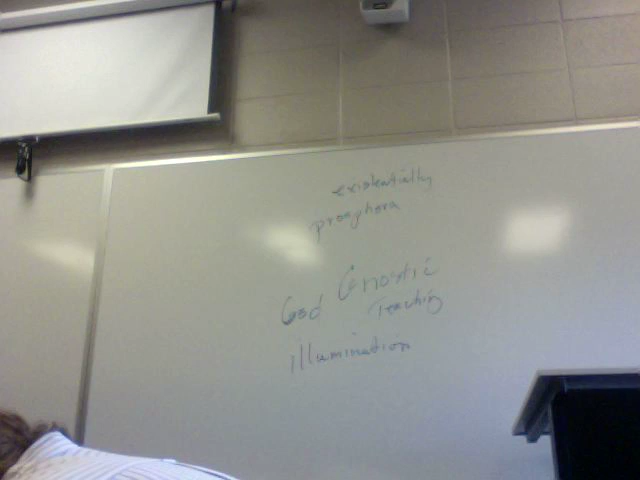 existentially
prosphora
God Gnostic
Teaching
illumination